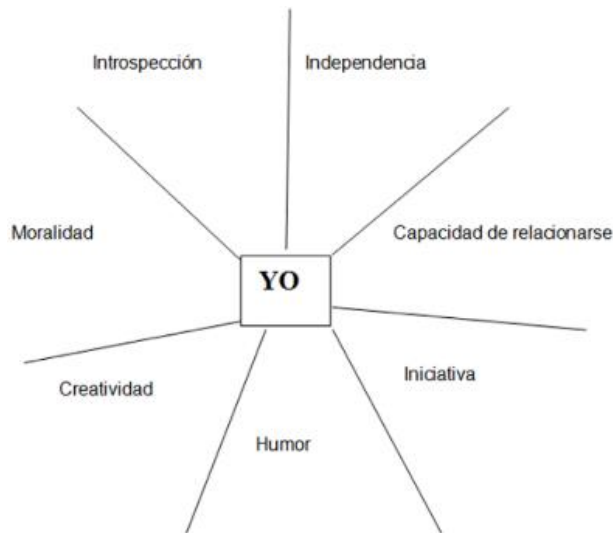 Introspección
Independencia
Moralidad
Capacidad de relacionarse
YO
Creatividad
Iniciativa
Humor